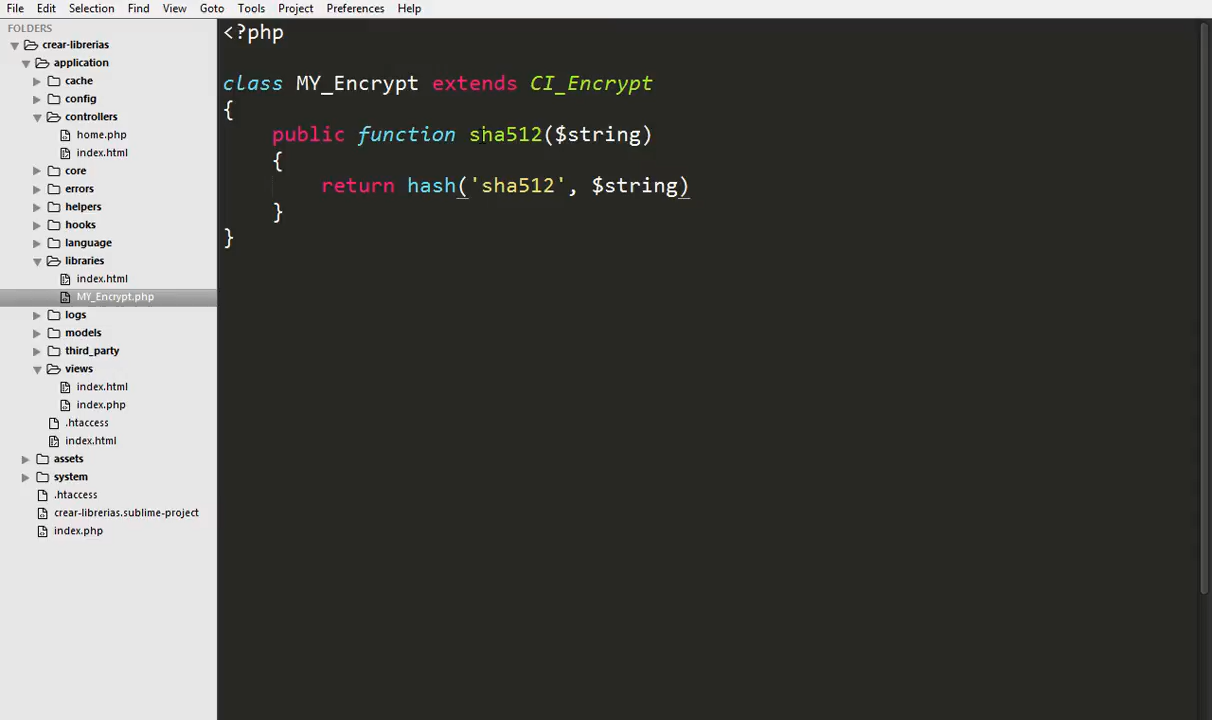 File Edit Selection Find View Goto Tools Project Preferences Help
FOLDERS
crear-librerias
application
cache
config
controllers
home.php
index.html
core
errors
helpers
hooks
language
libraries
index.html
MY_Encrypt.php
logs
models
third_party
views
index.html
index.php
.htaccess
index.html
assets
system
.htaccess
crear-librerias.sublime-project
index.php
<?php
class MY_Encrypt extends CI_Encrypt
{
public function sha512($string)
{
return hash('sha512', $string)
}
}